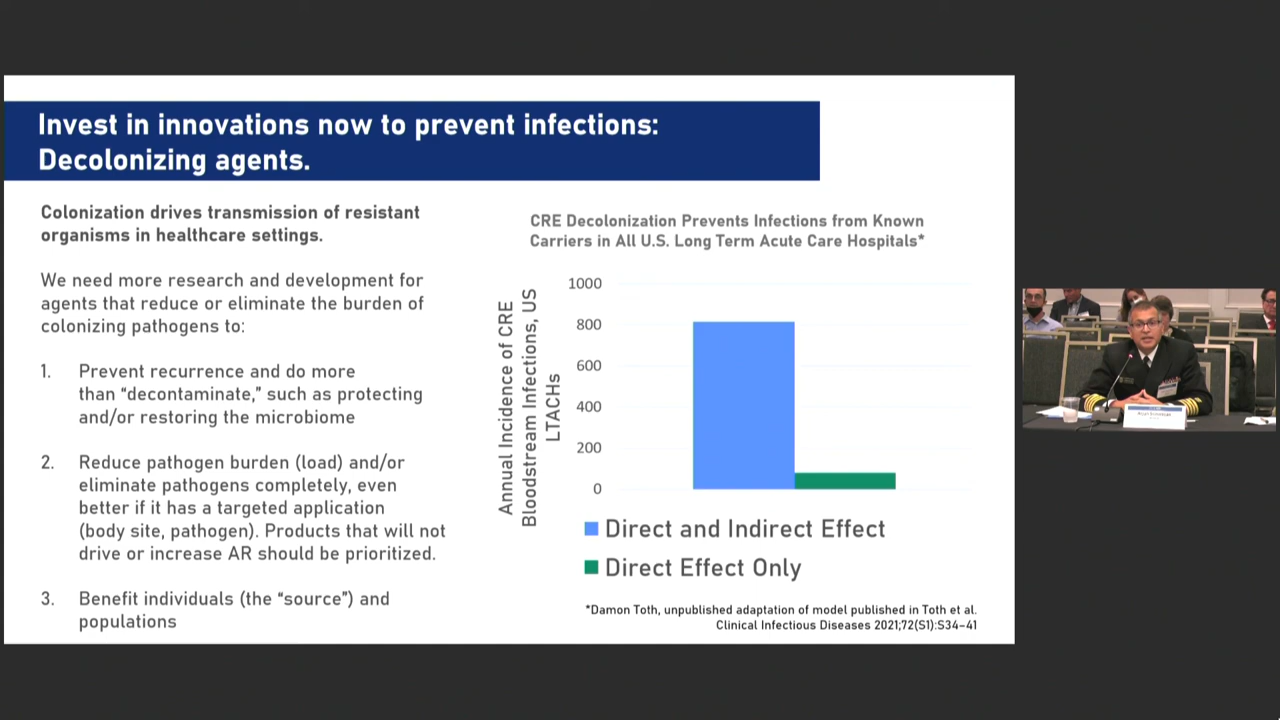 Invest in innovations now to prevent infections:
Decolonizing agents.
Colonization drives transmission of resistant
organisms in healthcare settings.
We need more research and development for
agents that reduce or eliminate the burden of
colonizing pathogens to:
1. Prevent recurrence and do more
than “decontaminate,” such as protecting
and/or restoring the microbiome
2. Reduce pathogen burden (load) and/or
eliminate pathogens completely, even
better if it has a targeted application
(body site, pathogen). Products that will not
drive or increase AR should be prioritized.
3. Benefit individuals (the “source”) and
populations
CRE Decolonization Prevents Infections from Known
Carriers in All U.S. Long Term Acute Care Hospitals*
Annual Incidence of CRE
Bloodstream Infections, US
LTACHs
1000
800
600
400
200
0
Direct and Indirect Effect
Direct Effect Only
*Damon Toth, unpublished adaptation of model published in Toth et al.
Clinical Infectious Diseases 2021;72(S1):S34–41